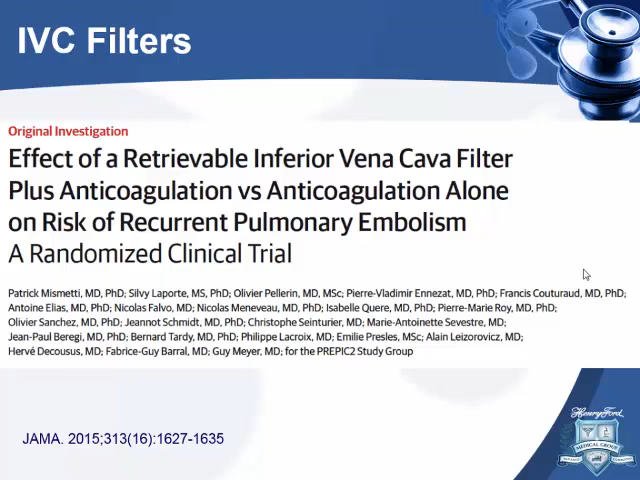 IVC Filters
Original Investigation
Effect of a Retrievable Inferior Vena Cava Filter
Plus Anticoagulation vs Anticoagulation Alone
on Risk of Recurrent Pulmonary Embolism
A Randomized Clinical Trial
Patrick Mismetti, MD, PhD; Silvy Laporte, MS, PhD; Olivier Pellerin, MD, MSc; Pierre-Vladimir Ennezat, MD, PhD; Francis Couturaud, MD, PhD;
Antoine Elias, MD, PhD; Nicolas Falvo, MD; Nicolas Meneveau, MD, PhD; Isabelle Quere, MD, PhD; Pierre-Marie Roy, MD, PhD;
Olivier Sanchez, MD, PhD; Jeannot Schmidt, MD, PhD; Christophe Seinturier, MD; Marie-Antoinette Sevestre, MD;
Jean-Paul Beregi, MD, PhD; Bernard Tardy, MD, PhD; Philippe Lacroix, MD; Emilie Presles, MSc; Alain Leizorovicz, MD;
Hervé Decousus, MD; Fabrice-Guy Barral, MD; Guy Meyer, MD; for the PREPIC2 Study Group
JAMA. 2015;313(16):1627-1635
Henry Ford
MEDICAL GROUP